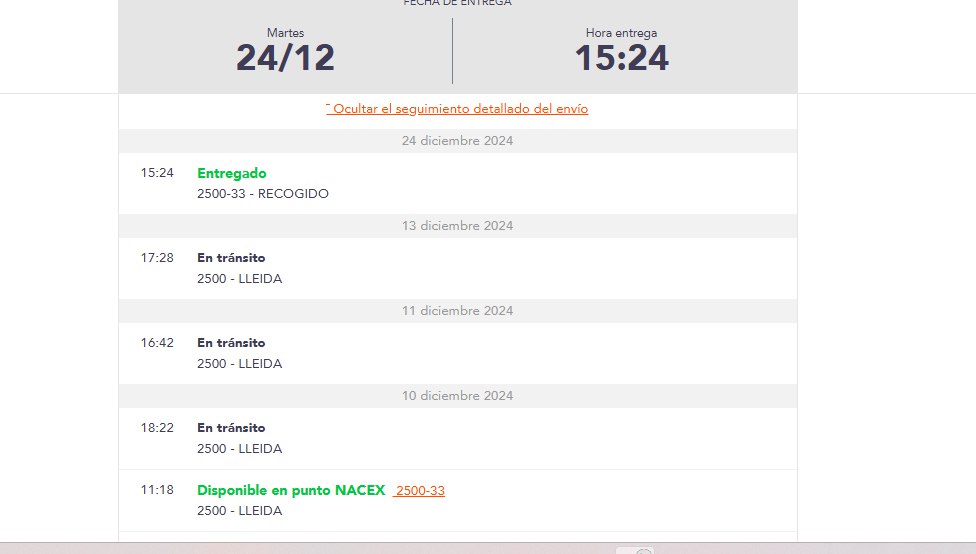 FECHA DE ENTREGA
Martes
24/12
Hora entrega
15:24
Ocultar el seguimiento detallado del envío
24 diciembre 2024
15:24 Entregado
2500-33 - RECOGIDO
13 diciembre 2024
17:28 En tránsito
2500 - LLEIDA
11 diciembre 2024
16:42 En tránsito
2500 - LLEIDA
10 diciembre 2024
18:22 En tránsito
2500 - LLEIDA
11:18 Disponible en punto NACEX 2500-33
2500 - LLEIDA